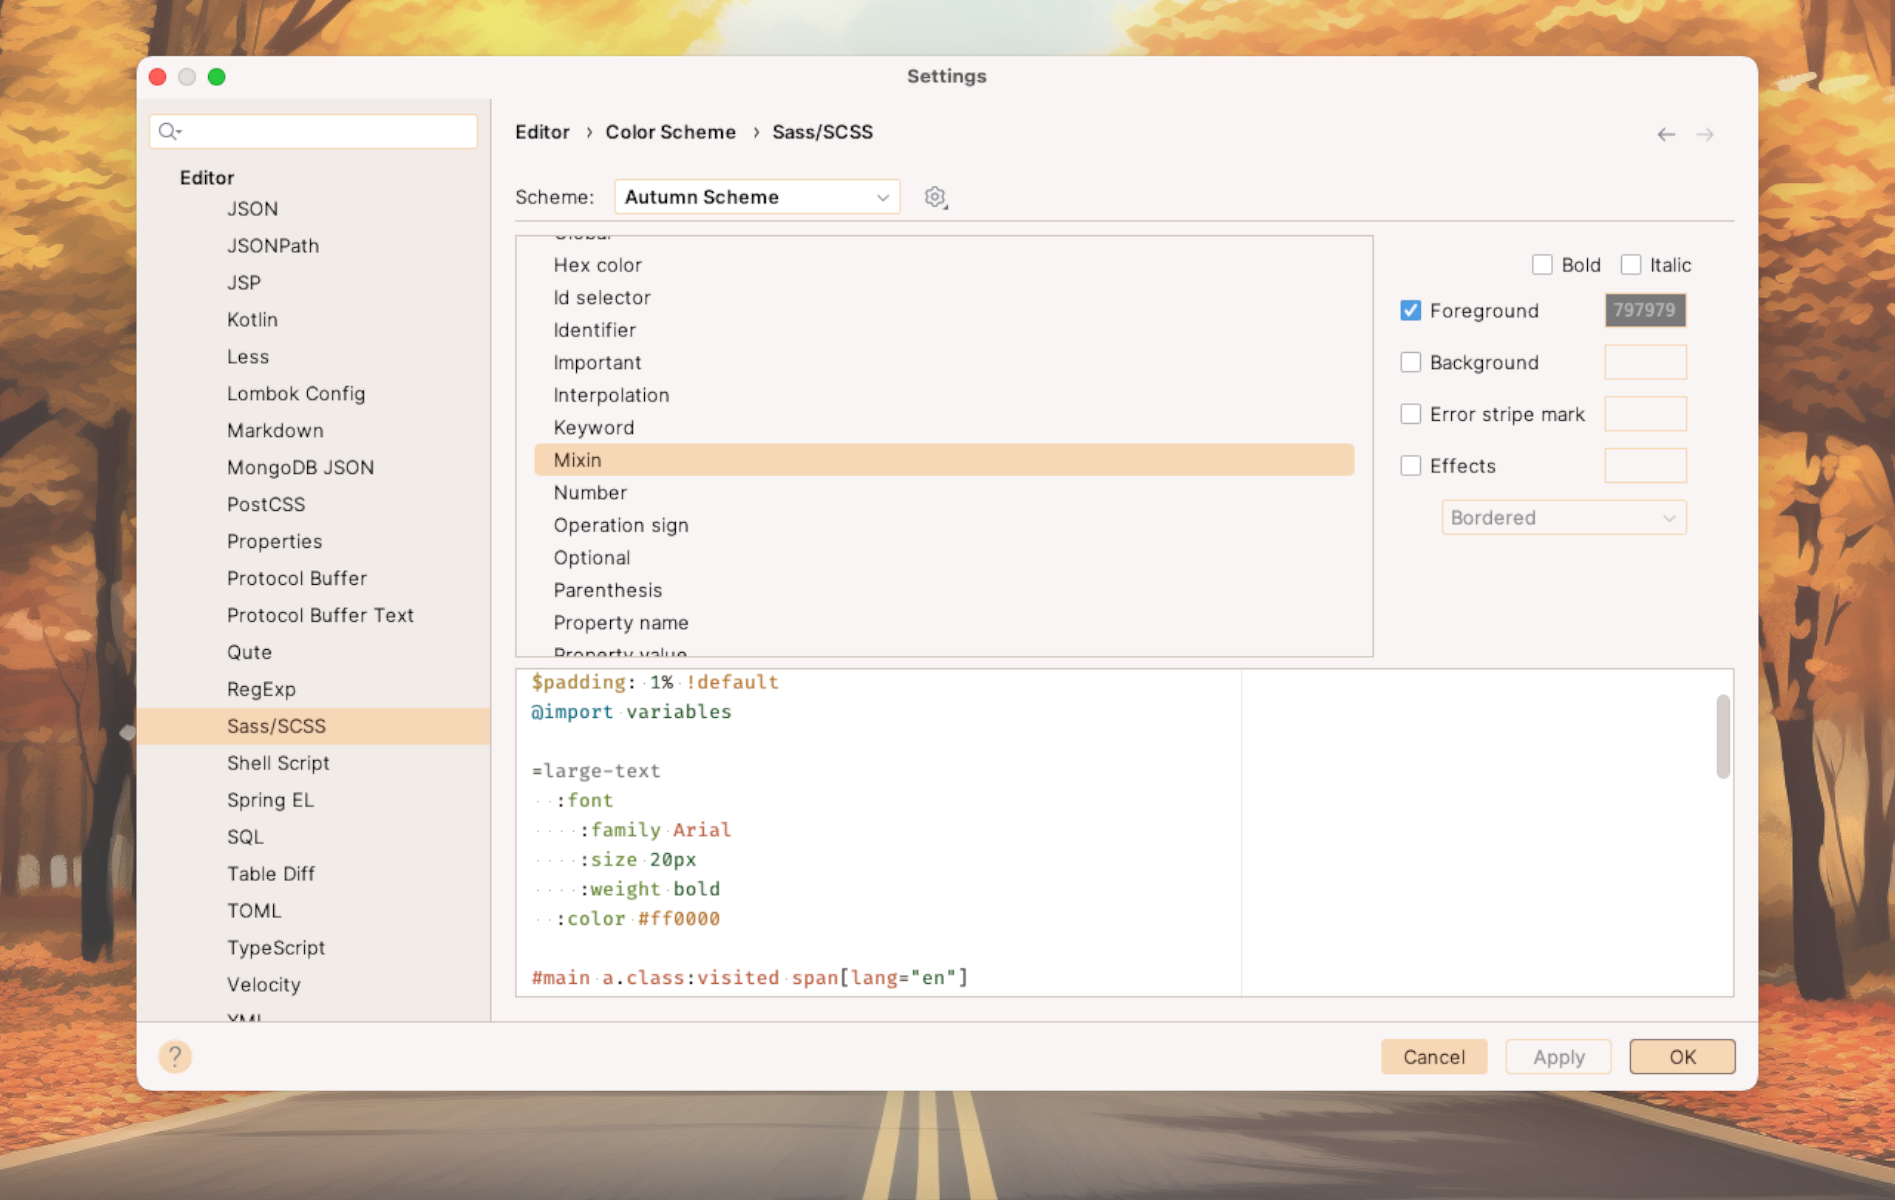 Settings
Editor
JSON
JSONPath
JSP
Kotlin
Less
Lombok Config
Markdown
MongoDB JSON
PostCSS
Properties
Protocol Buffer
Protocol Buffer Text
Qute
RegExp
Sass/SCSS
Shell Script
Spring EL
SQL
Table Diff
TOML
TypeScript
Velocity
XML
Editor › Color Scheme › Sass/SCSS
Scheme: Autumn Scheme
Global
Hex color
Id selector
Identifier
Important
Interpolation
Keyword
Mixin
Number
Operation sign
Optional
Parenthesis
Property name
Property value
Bold Italic
Foreground 797979
Background
Error stripe mark
Effects
Bordered
$padding: 1% !default
@import variables
=large-text
:font
:family Arial
:size 20px
:weight bold
:color #ff0000
#main a.class:visited span[lang="en"]
?
Cancel Apply OK